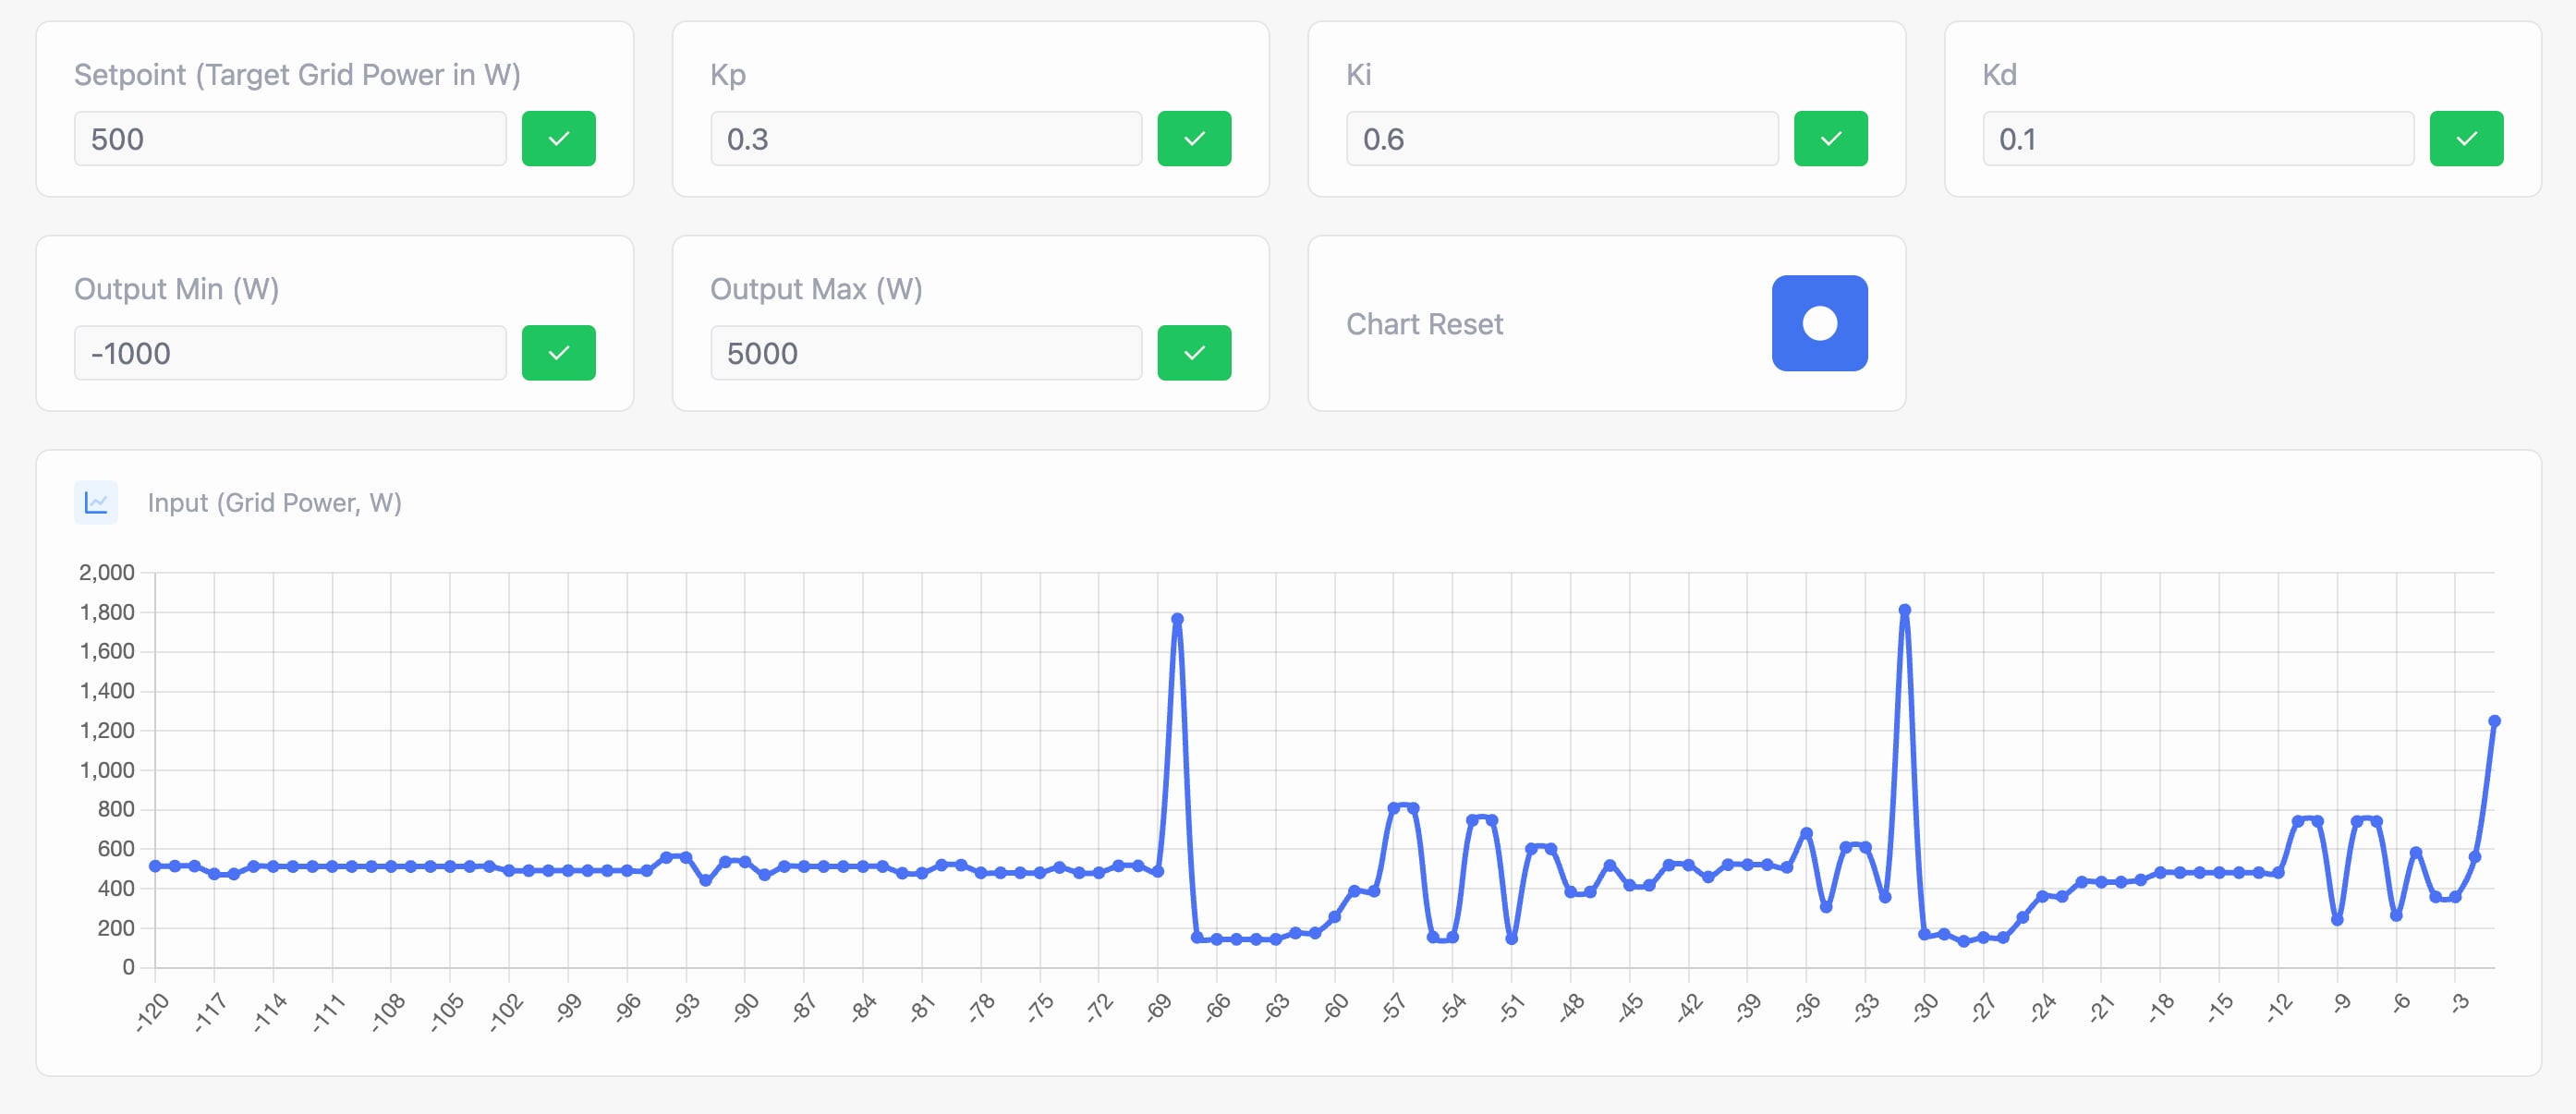 Setpoint (Target Grid Power in W)
500
Kp
0.3
Ki
0.6
Kd
0.1
Output Min (W)
-1000
Output Max (W)
5000
Chart Reset
Input (Grid Power, W)
2,000
1,800
1,600
1,400
1,200
1,000
800
600
400
200
0
-120 -117 -114 -111 -108 -105 -102 -99 -96 -93 -90 -87 -84 -81 -78 -75 -72 -69 -66 -63 -60 -57 -54 -51 -48 -45 -42 -39 -36 -33 -30 -27 -24 -21 -18 -15 -12 -9 -6 -3